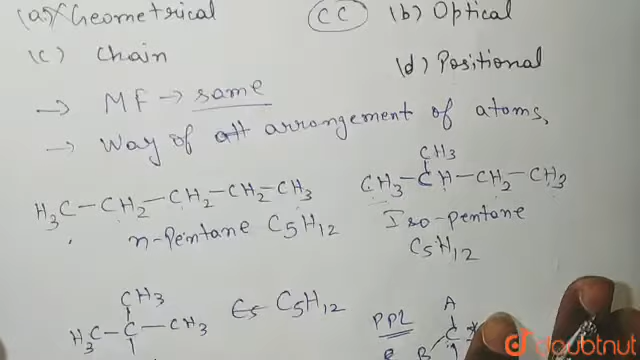 (a) Geometrical (CC) (b) Optical
(c) Chain
(d) Positional
→ MF → same
→ Way of att arrangement of atoms,
CH3
H3C-CH2-CH2-CH2-CH3 CH3-CH-CH2-CH3
n-Pentane C5H12 Iso-pentane
C5H12
CH3 C5H12
H3C-C-CH3 PPL A
C*
B
doubtnut